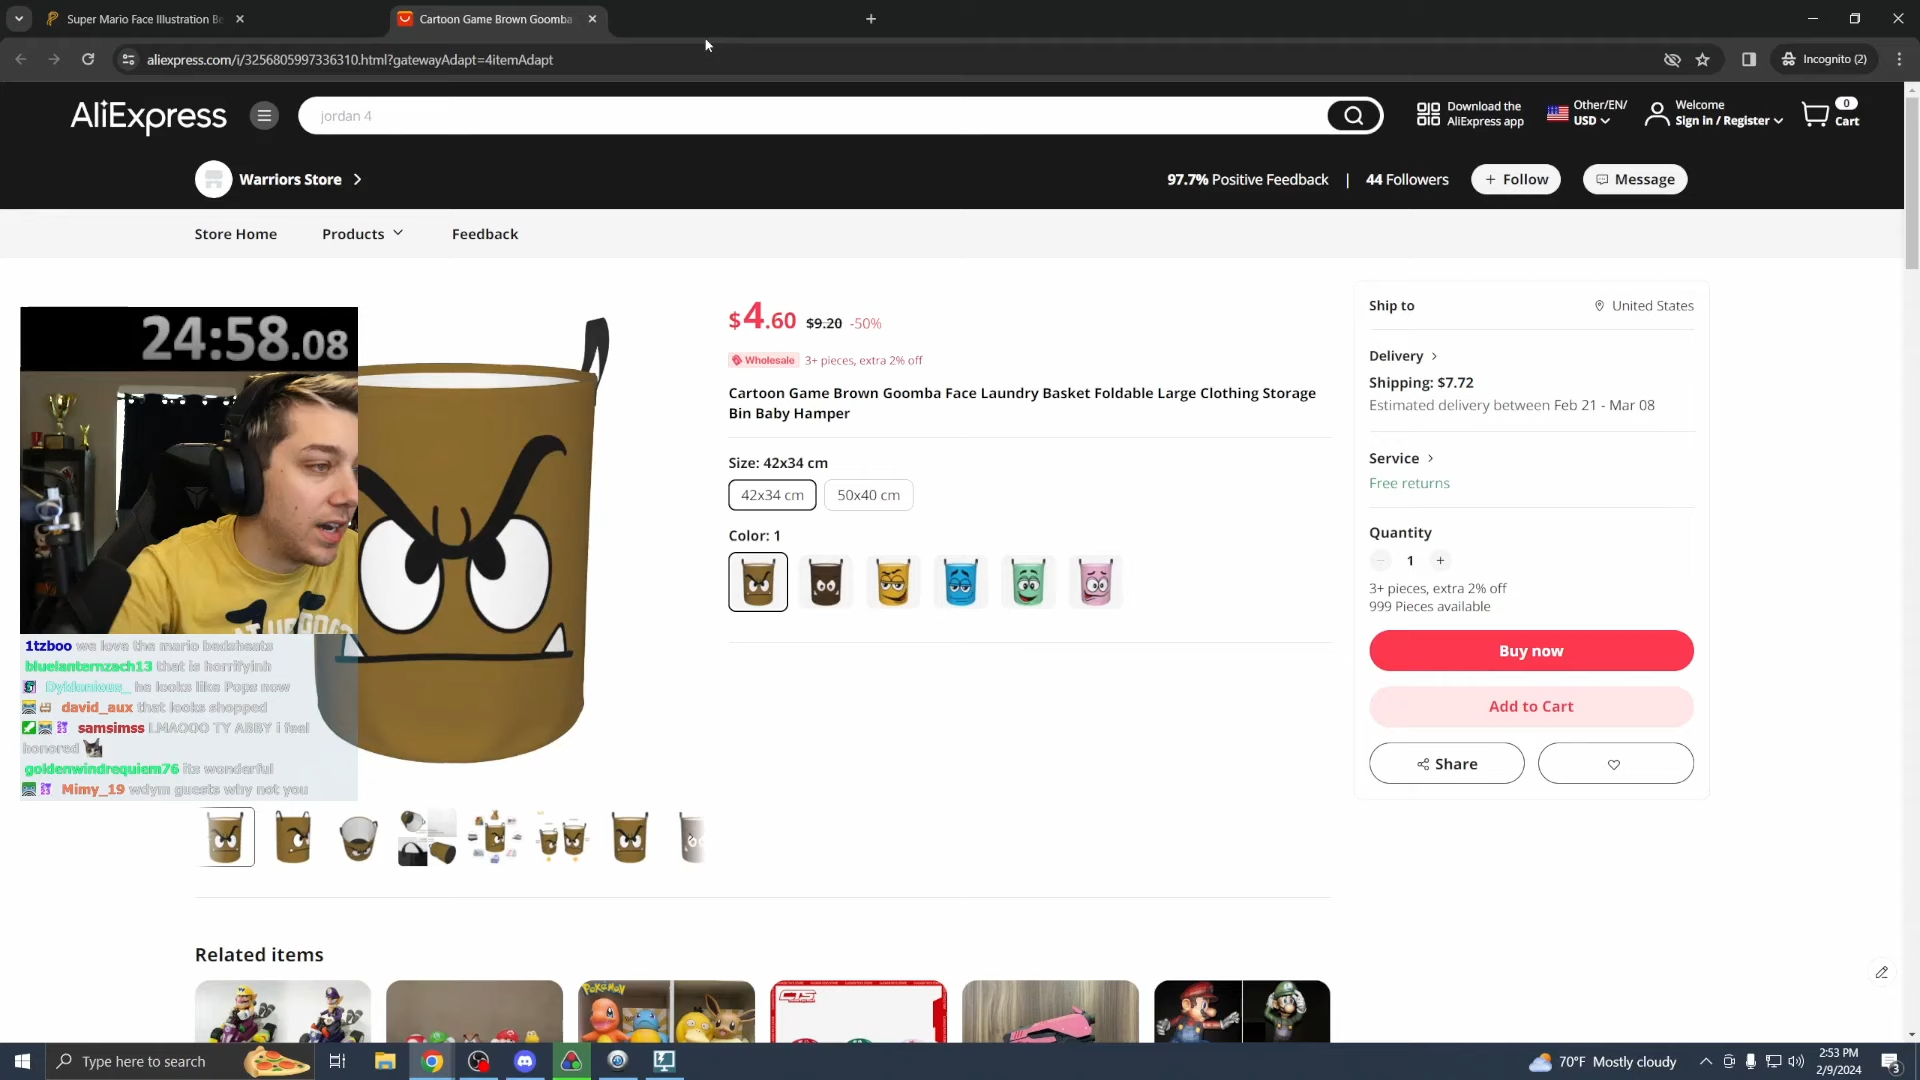 Super Mario Face Illustration Be
Cartoon Game Brown Goomba
aliexpress.com/i/3256805997336310.html?gatewayAdapt=4itemAdapt
Incognito (2)
AliExpress
jordan 4
Download the
AliExpress app
Other/EN/
USD
Welcome
Sign in / Register
0
Cart
Warriors Store
97.7% Positive Feedback | 44 Followers
+ Follow
Message
Store Home
Products
Feedback
24:58.08
$4.60 $9.20 -50%
Wholesale 3+ pieces, extra 2% off
Cartoon Game Brown Goomba Face Laundry Basket Foldable Large Clothing Storage
Bin Baby Hamper
Size: 42x34 cm
42x34 cm
50x40 cm
Color: 1
Ship to
United States
Delivery
Shipping: $7.72
Estimated delivery between Feb 21 - Mar 08
Service
Free returns
Quantity
- 1 +
3+ pieces, extra 2% off
999 Pieces available
Buy now
Add to Cart
Share
1tzboo we love the mario bedsheats
bluelanternzach13 that is horrifyinh
Dyklonious_ he looks like Pops now
david_aux that looks shopped
samsimss LMAOOO TY ABBY i feel
honored
goldenwindrequiem76 its wonderful
Mimy_19 wdym guests why not you
Related items
POKéMON
Type here to search
70°F Mostly cloudy
2:53 PM
2/9/2024
3